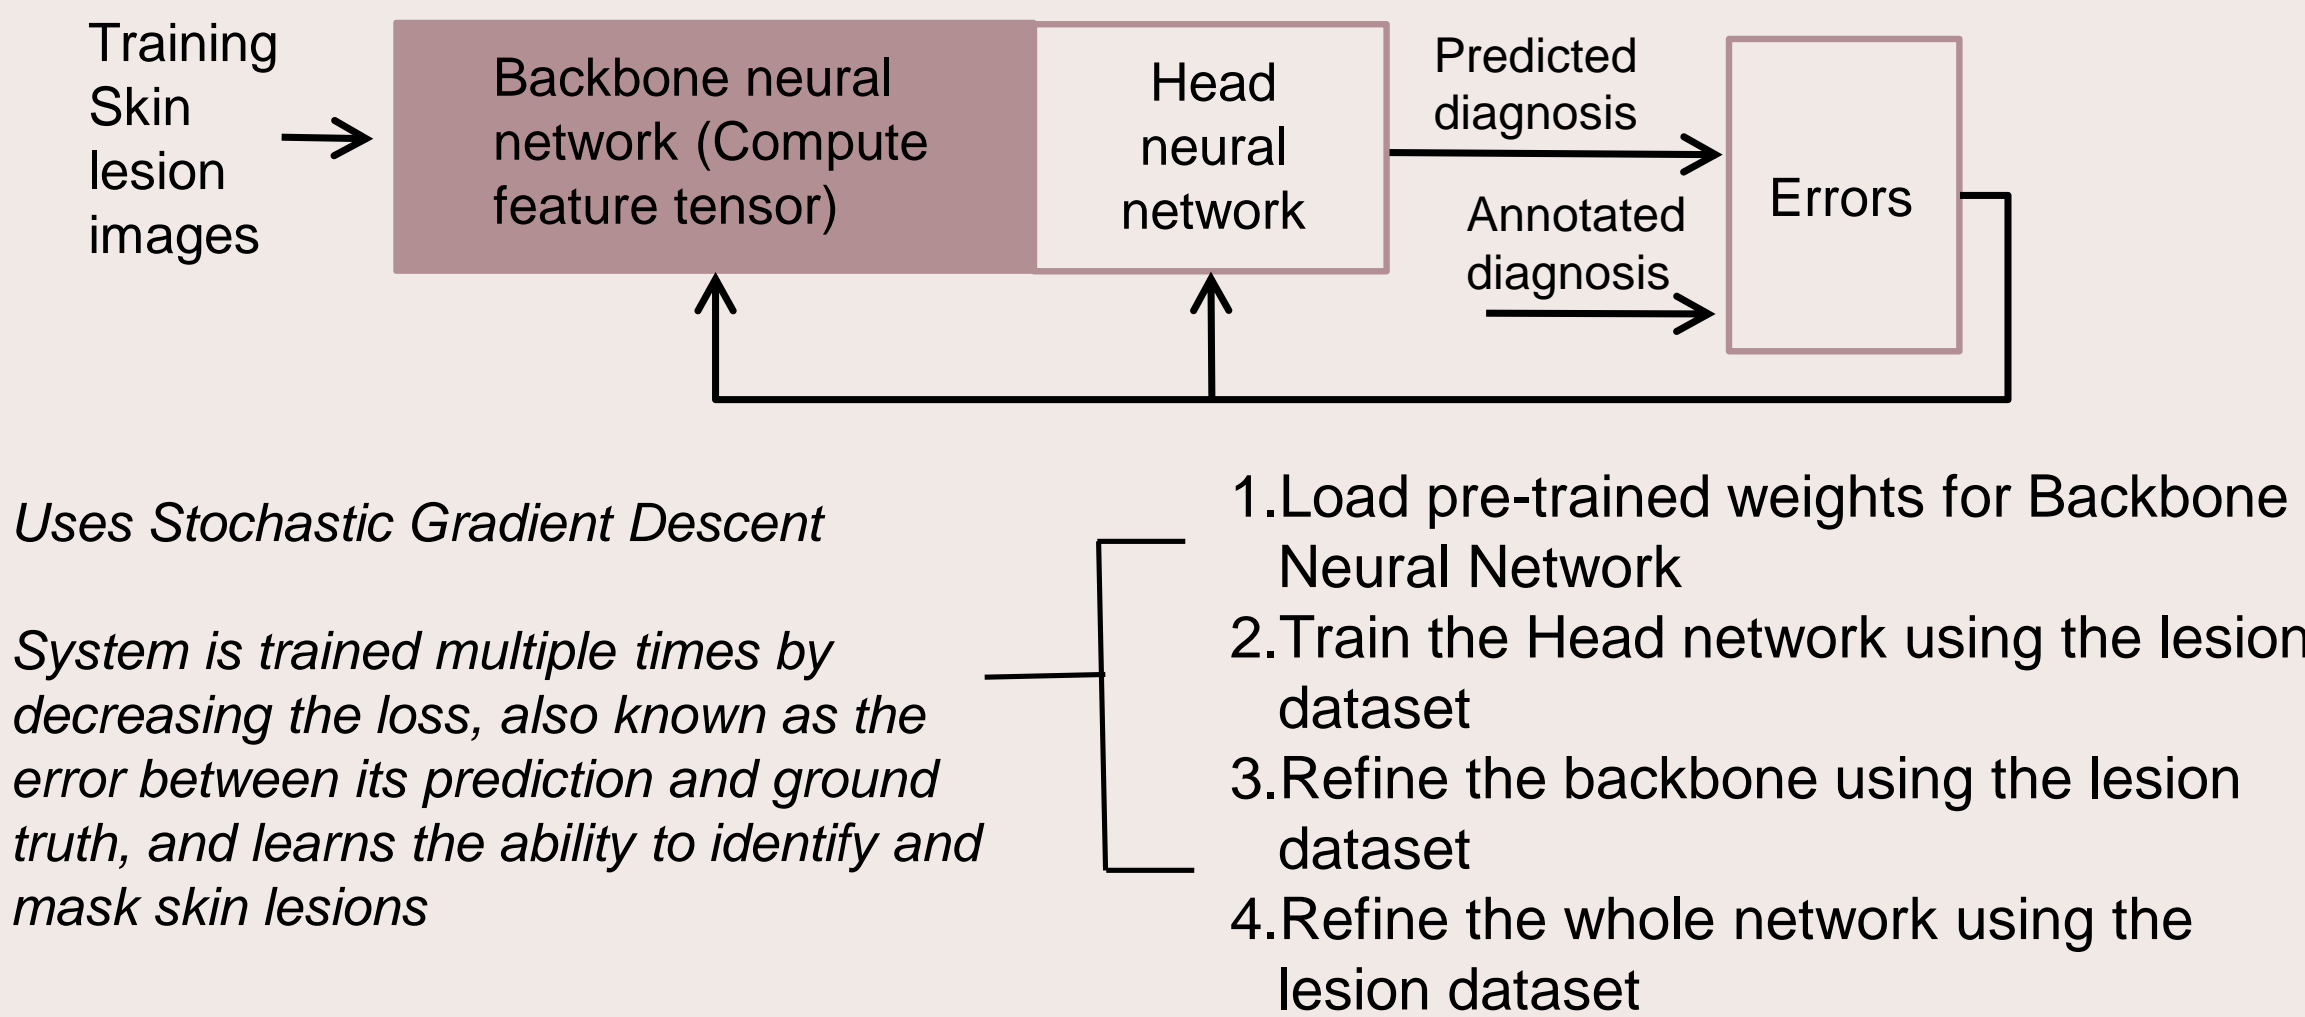 Training
Skin
lesion
images
Backbone neural
network (Compute
feature tensor)
Head
neural
network
Predicted
diagnosis
Annotated
diagnosis
Errors
Uses Stochastic Gradient Descent
System is trained multiple times by
decreasing the loss, also known as the
error between its prediction and ground
truth, and learns the ability to identify and
mask skin lesions
1.Load pre-trained weights for Backbone
Neural Network
2.Train the Head network using the lesion
dataset
3.Refine the backbone using the lesion
dataset
4.Refine the whole network using the
lesion dataset